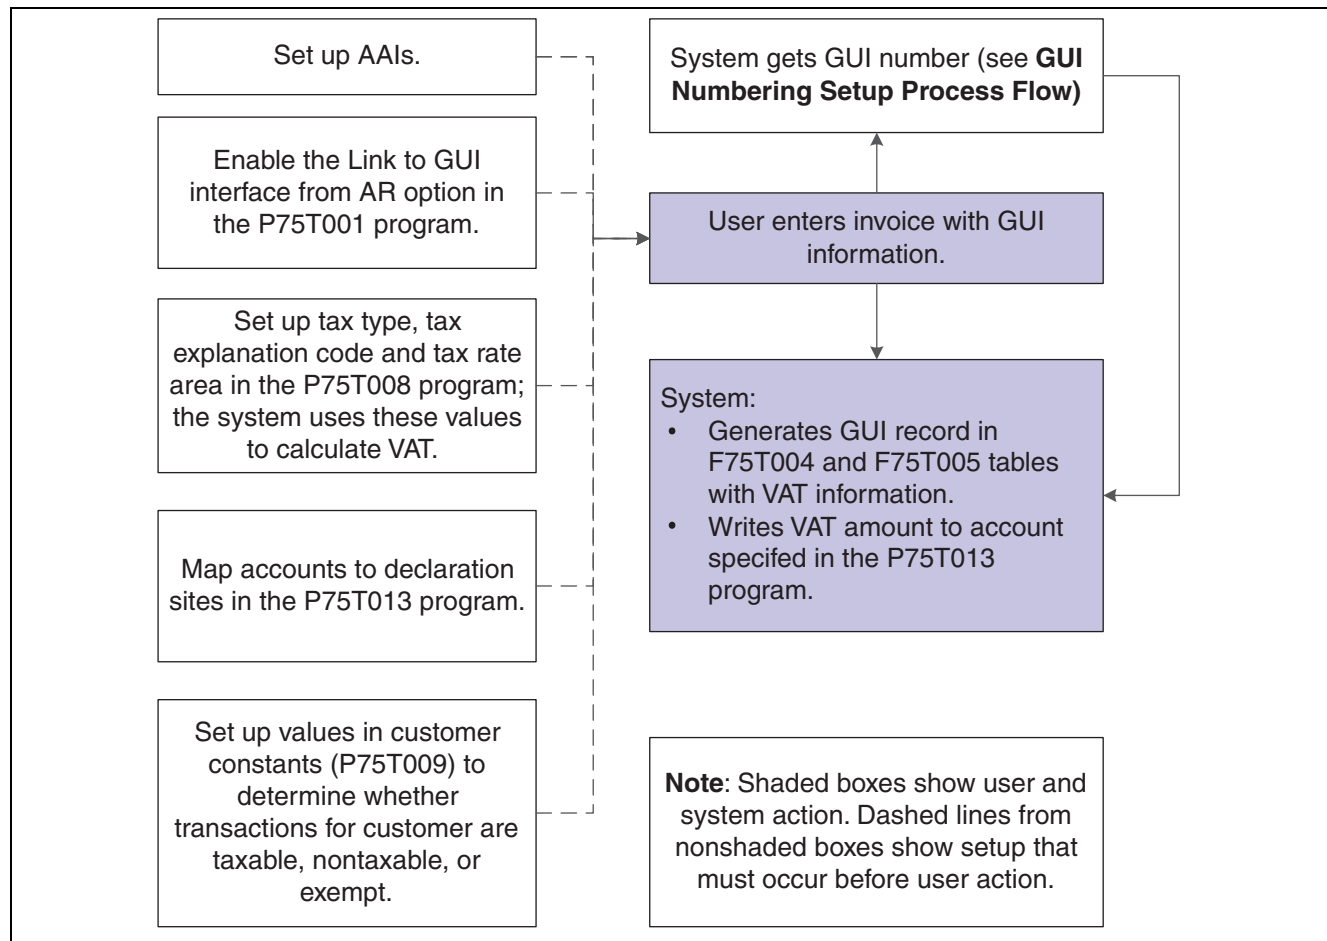 Set up AAIs.
Enable the Link to GUI
interface from AR option in
the P75T001 program.
Set up tax type, tax
explanation code and tax rate
area in the P75T008 program;
the system uses these values
to calculate VAT.
Map accounts to declaration
sites in the P75T013 program.
Set up values in customer
constants (P75T009) to
determine whether
transactions for customer are
taxable, nontaxable, or
exempt.
System gets GUI number (see GUI
Numbering Setup Process Flow)
User enters invoice with GUI
information.
System:
• Generates GUI record in
F75T004 and F75T005 tables
with VAT information.
• Writes VAT amount to account
specifed in the P75T013
program.
Note: Shaded boxes show user and
system action. Dashed lines from
nonshaded boxes show setup that
must occur before user action.